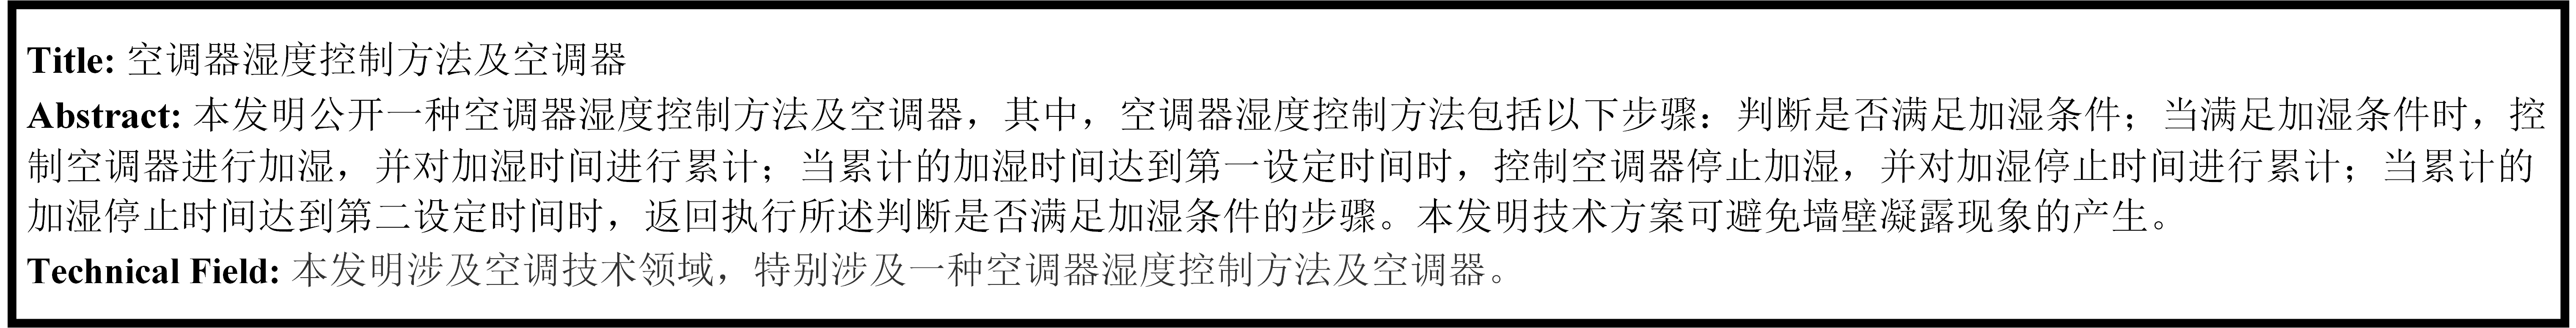 Title: 空调器湿度控制方法及空调器
Abstract: 本发明公开一种空调器湿度控制方法及空调器，其中，空调器湿度控制方法包括以下步骤：判断是否满足加湿条件；当满足加湿条件时，控
制空调器进行加湿，并对加湿时间进行累计；当累计的加湿时间达到第一设定时间时，控制空调器停止加湿，并对加湿停止时间进行累计；当累计的
加湿停止时间达到第二设定时间时，返回执行所述判断是否满足加湿条件的步骤。本发明技术方案可避免墙壁凝露现象的产生。
Technical Field: 本发明涉及空调技术领域，特别涉及一种空调器湿度控制方法及空调器。